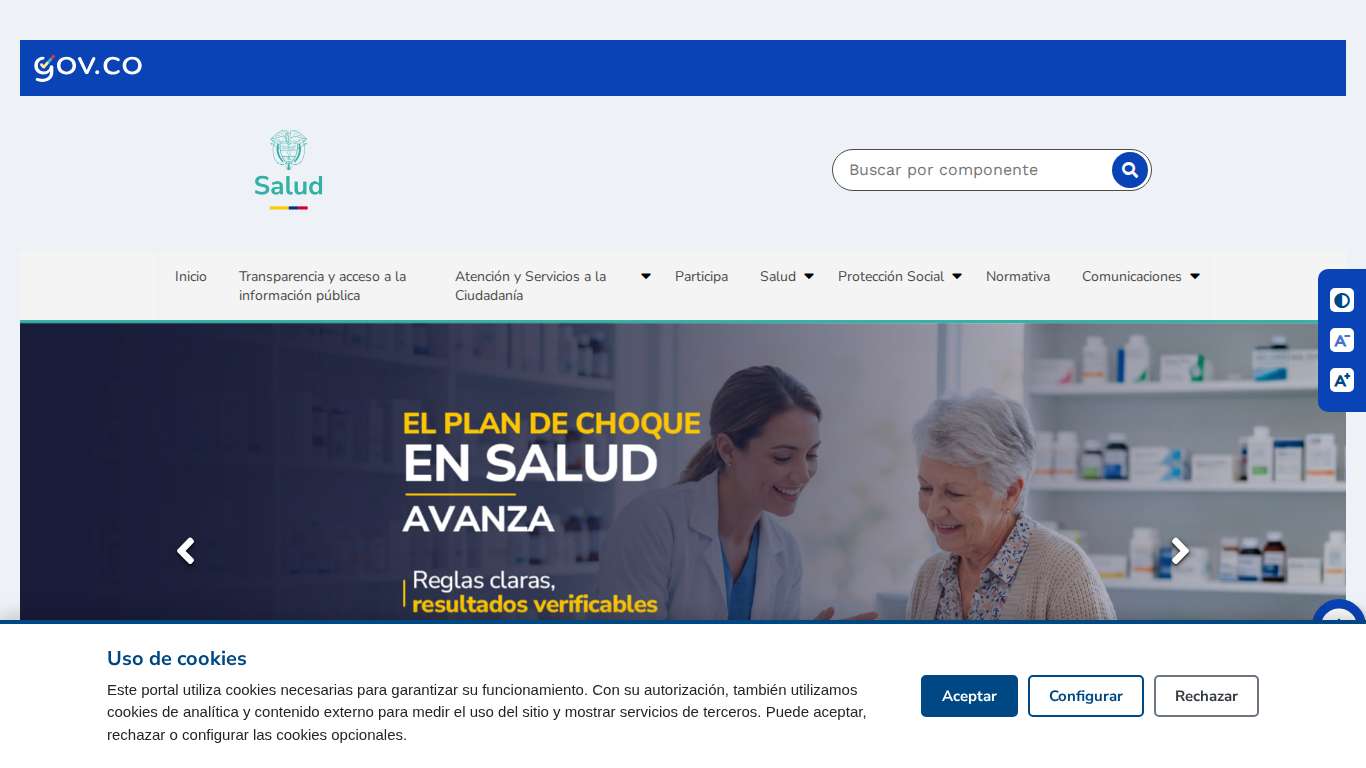 GOV.CO
Salud
Buscar por componente
Inicio
Transparencia y acceso a la
información pública
Atención y Servicios a la
Ciudadanía
Participa
Salud
Protección Social
Normativa
Comunicaciones
A-
A+
EL PLAN DE CHOQUE
EN SALUD
AVANZA
Reglas claras,
resultados verificables
Uso de cookies
Este portal utiliza cookies necesarias para garantizar su funcionamiento. Con su autorización, también utilizamos
cookies de analítica y contenido externo para medir el uso del sitio y mostrar servicios de terceros. Puede aceptar,
rechazar o configurar las cookies opcionales.
Aceptar
Configurar
Rechazar